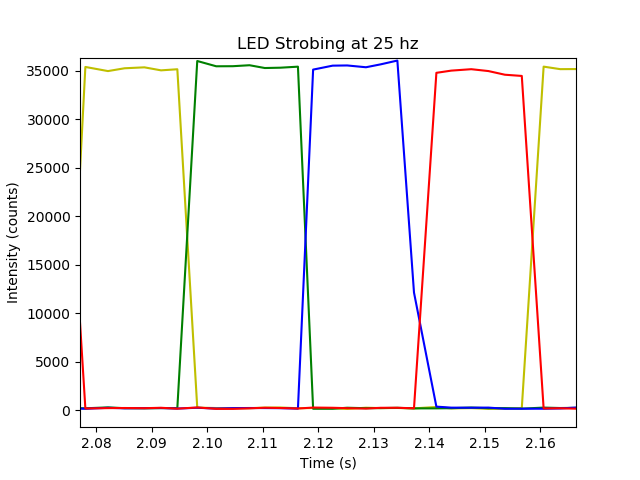 LED Strobing at 25 hz
Intensity (counts)
35000
30000
25000
20000
15000
10000
5000
0
2.08 2.09 2.10 2.11 2.12 2.13 2.14 2.15 2.16
Time (s)